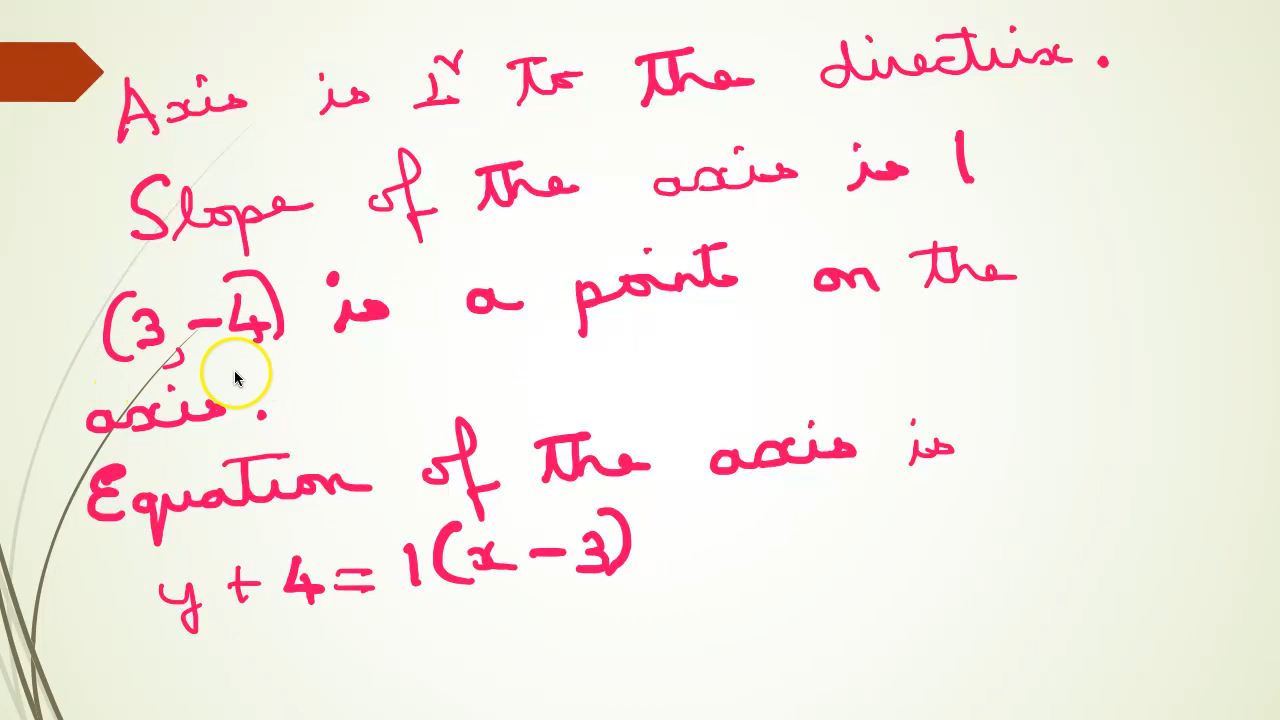 Axis is ⊥r to the directrix.
Slope of the axis is 1
(3, -4) is a point on the
axis.
Equation of the axis is
y + 4 = 1(x - 3)